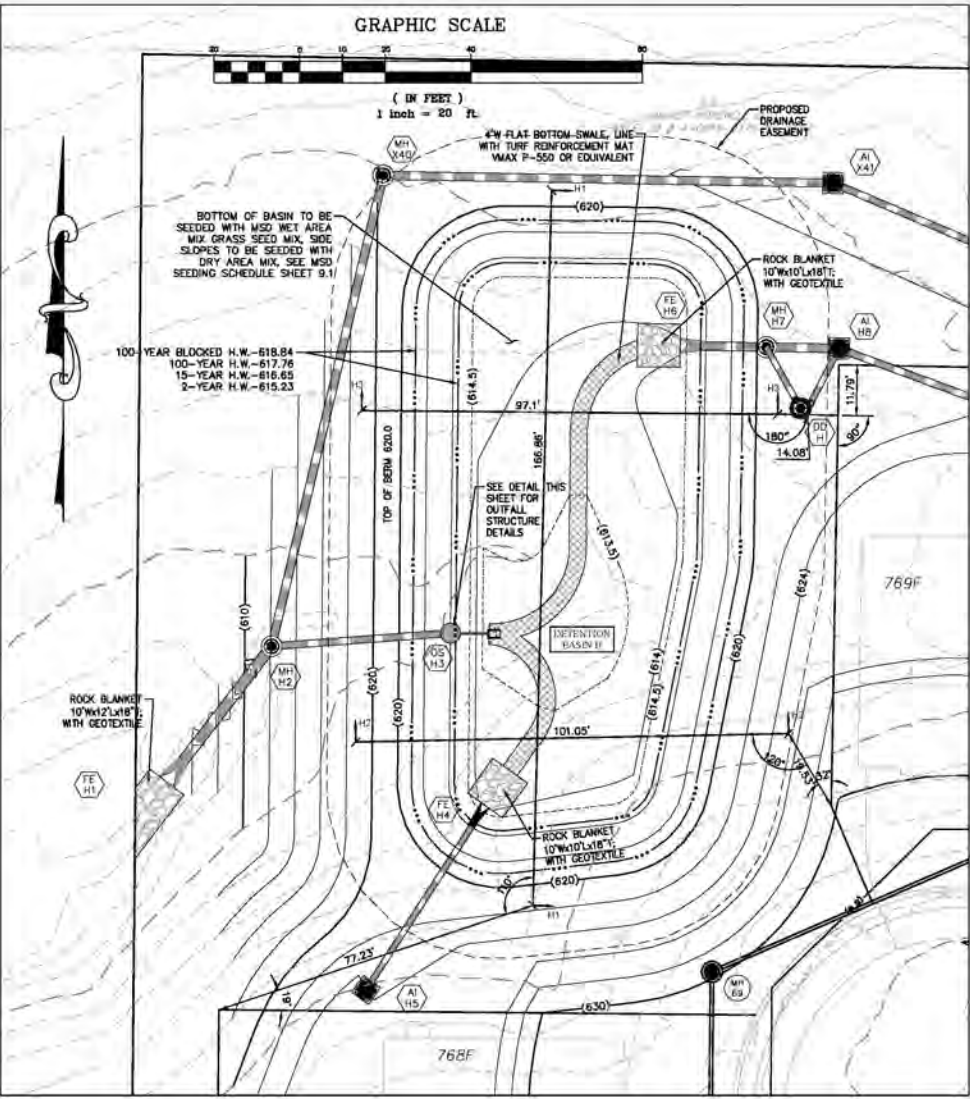 GRAPHIC SCALE
20 0 10 20 40 80
( IN FEET )
1 inch = 20 ft.
PROPOSED
DRAINAGE
EASEMENT
4'W FLAT BOTTOM SWALE, LINE
WITH TURF REINFORCEMENT MAT
VMAX P-550 OR EQUIVALENT
MH
X40
AI
X41
H1
(620)
BOTTOM OF BASIN TO BE
SEEDED WITH MSD WET AREA
MIX GRASS SEED MIX, SIDE
SLOPES TO BE SEEDED WITH
DRY AREA MIX, SEE MSD
SEEDING SCHEDULE SHEET 9.1
ROCK BLANKET
10'Wx10'Lx18"T;
WITH GEOTEXTILE
FE
H6
MH
H7
AI
H8
100-YEAR BLOCKED H.W.-618.84
100-YEAR H.W.-617.76
15-YEAR H.W.-616.65
2-YEAR H.W.-615.23
H3
(614.5)
97.1'
H3
11.79'
DD
H
180°
90°
14.08'
TOP OF BERM 620.0
166.86'
SEE DETAIL THIS
SHEET FOR
OUTFALL
STRUCTURE
DETAILS
(613.5)
(624)
769F
(610)
DETENTION
BASIN H
OS
H3
MH
H2
(620)
(620)
(614)
(614.5)
(620)
ROCK BLANKET
10'Wx12'Lx18"T;
WITH GEOTEXTILE
H2
101.05'
H2
120°
19.53'
32°
FE
H1
FE
H4
ROCK BLANKET
10'Wx10'Lx18"T;
WITH GEOTEXTILE
(620)
H1
77.23'
19°
AI
H5
MH
69
(630)
768F